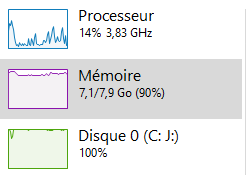 Processeur
14% 3,83 GHz
Mémoire
7,1/7,9 Go (90%)
Disque 0 (C: J:)
100%